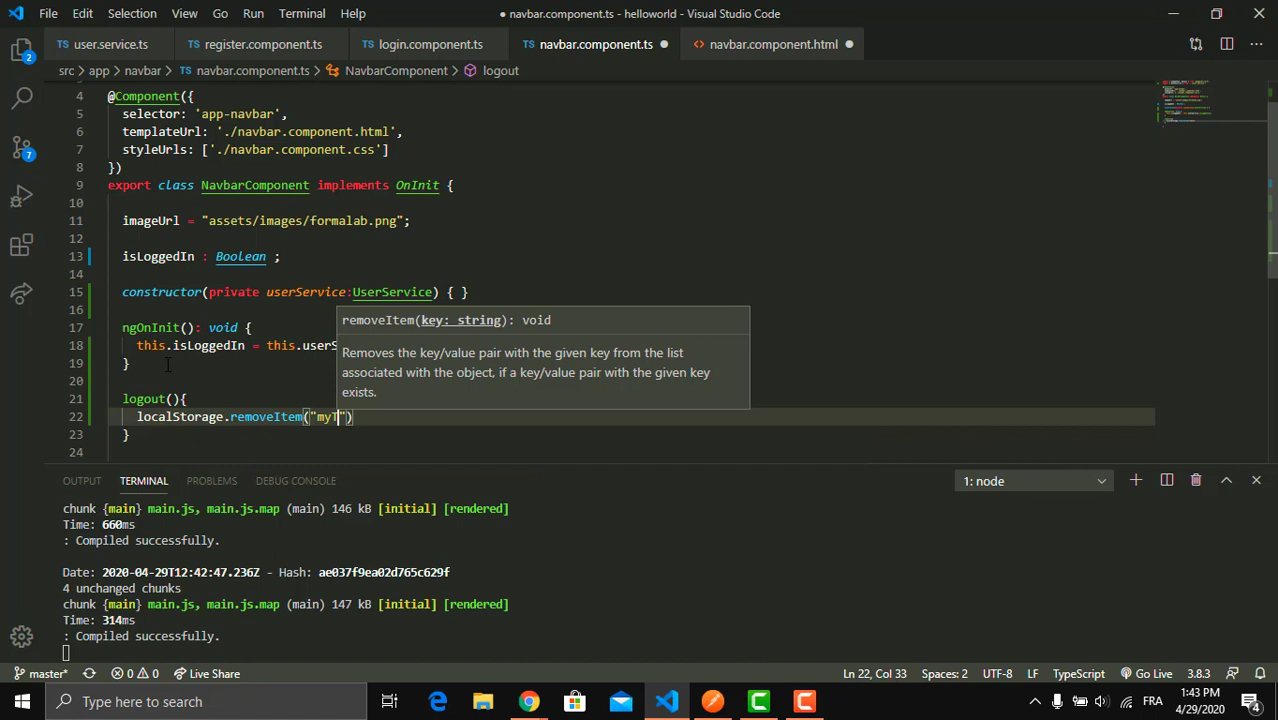 File Edit Selection View Go Run Terminal Help
● navbar.component.ts - helloworld - Visual Studio Code
TS user.service.ts TS register.component.ts TS login.component.ts TS navbar.component.ts ● <> navbar.component.html ●
src > app > navbar > TS navbar.component.ts > NavbarComponent > logout
4 @Component({
5 selector: 'app-navbar',
6 templateUrl: './navbar.component.html',
7 styleUrls: ['./navbar.component.css']
8 })
9 export class NavbarComponent implements OnInit {
10
11 imageUrl = "assets/images/formalab.png";
12
13 isLoggedIn : Boolean ;
14
15 constructor(private userService:UserService) { }
16
17 ngOnInit(): void {
18 this.isLoggedIn = this.userS
19 }
20
21 logout(){
22 localStorage.removeItem("myT")
23 }
24
removeItem(key: string): void
Removes the key/value pair with the given key from the list
associated with the object, if a key/value pair with the given key
exists.
OUTPUT TERMINAL PROBLEMS DEBUG CONSOLE 1: node
chunk {main} main.js, main.js.map (main) 146 kB [initial] [rendered]
Time: 660ms
: Compiled successfully.
Date: 2020-04-29T12:42:47.236Z - Hash: ae037f9ea02d765c629f
4 unchanged chunks
chunk {main} main.js, main.js.map (main) 147 kB [initial] [rendered]
Time: 314ms
: Compiled successfully.
2
7
master* 0 0 Live Share Ln 22, Col 33 Spaces: 2 UTF-8 LF TypeScript Go Live 3.8.3
Type here to search
FRA
1:43 PM
4/29/2020
4